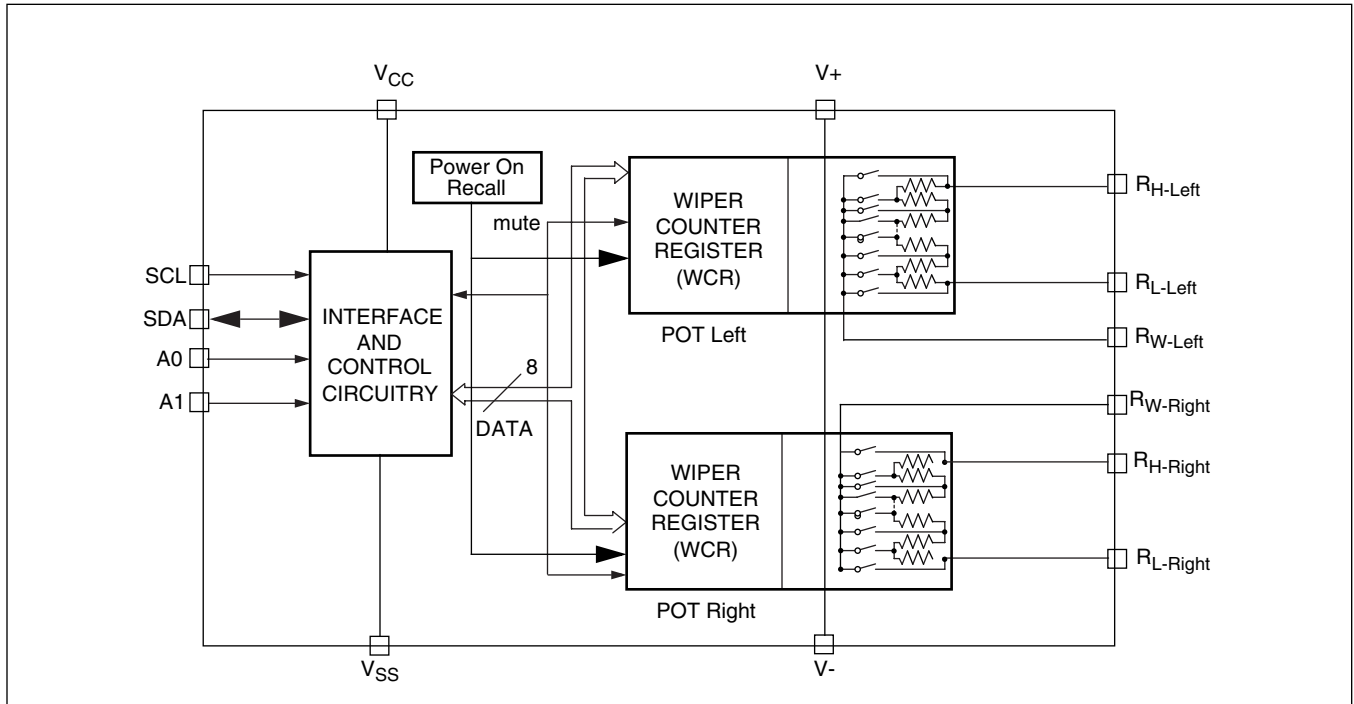 VCC
V+
Power On
Recall
mute
WIPER
COUNTER
REGISTER
(WCR)
POT Left
RH-Left
RL-Left
RW-Left
SCL
SDA
A0
A1
INTERFACE
AND
CONTROL
CIRCUITRY
8
DATA
WIPER
COUNTER
REGISTER
(WCR)
POT Right
RW-Right
RH-Right
RL-Right
VSS
V-